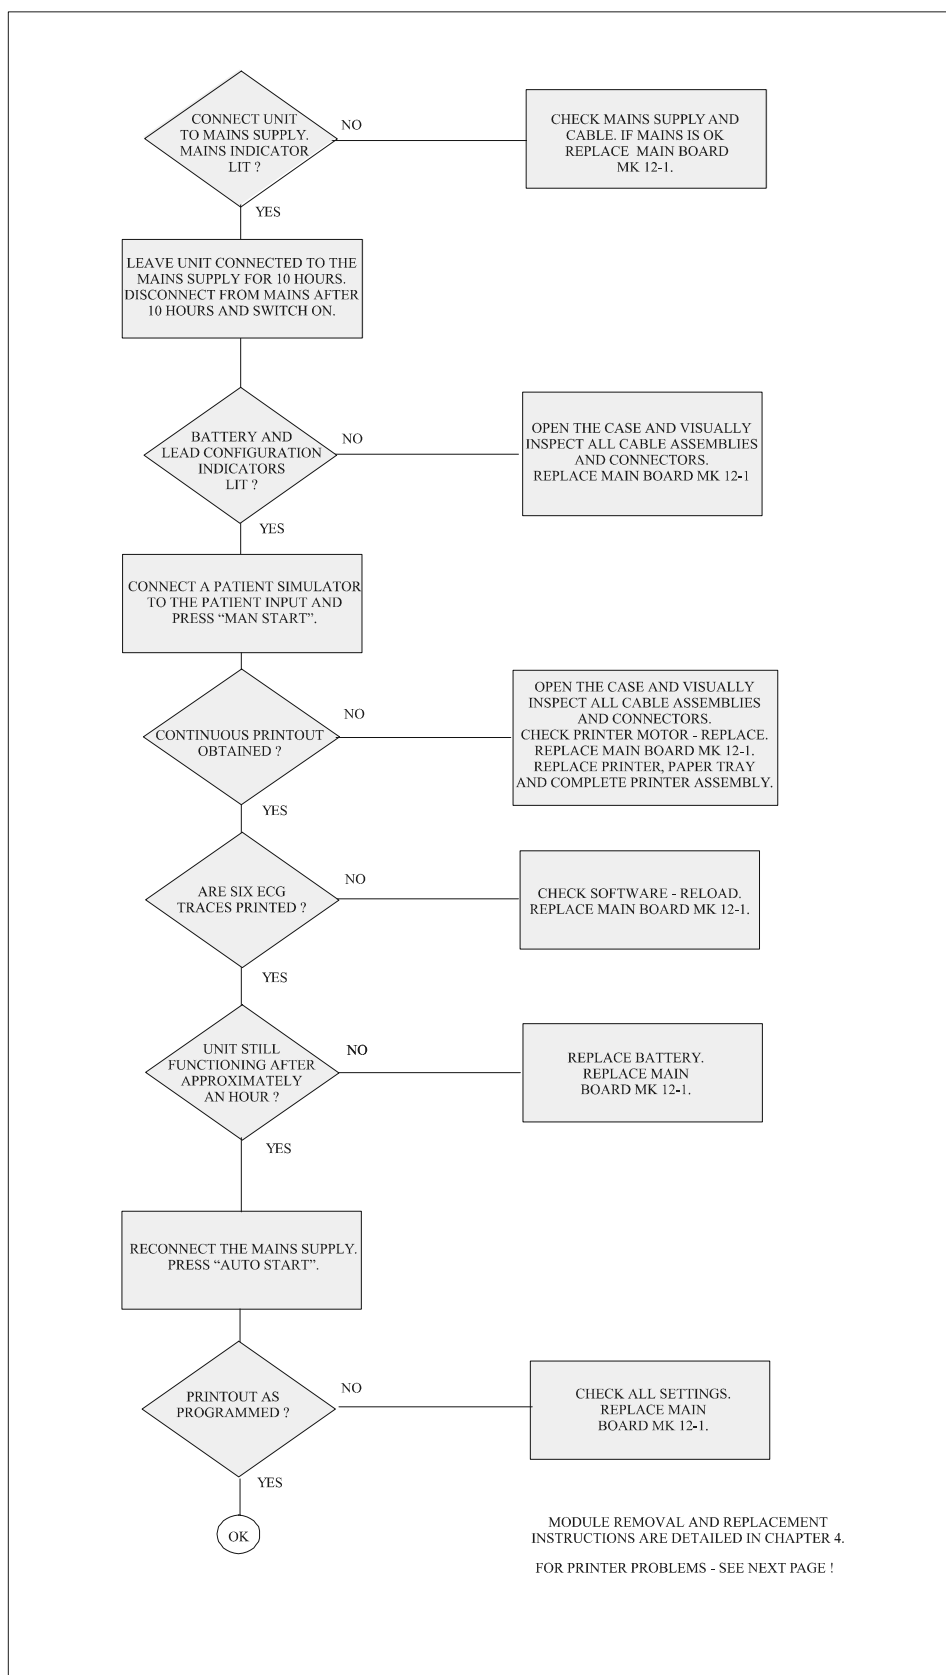 CONNECT UNIT
TO MAINS SUPPLY.
MAINS INDICATOR
LIT ?
NO
CHECK MAINS SUPPLY AND
CABLE. IF MAINS IS OK
REPLACE MAIN BOARD
MK 12-1.
YES
LEAVE UNIT CONNECTED TO THE
MAINS SUPPLY FOR 10 HOURS.
DISCONNECT FROM MAINS AFTER
10 HOURS AND SWITCH ON.
BATTERY AND
LEAD CONFIGURATION
INDICATORS
LIT ?
NO
OPEN THE CASE AND VISUALLY
INSPECT ALL CABLE ASSEMBLIES
AND CONNECTORS.
REPLACE MAIN BOARD MK 12-1
YES
CONNECT A PATIENT SIMULATOR
TO THE PATIENT INPUT AND
PRESS “MAN START”.
CONTINUOUS PRINTOUT
OBTAINED ?
NO
OPEN THE CASE AND VISUALLY
INSPECT ALL CABLE ASSEMBLIES
AND CONNECTORS.
CHECK PRINTER MOTOR - REPLACE.
REPLACE MAIN BOARD MK 12-1.
REPLACE PRINTER, PAPER TRAY
AND COMPLETE PRINTER ASSEMBLY.
YES
ARE SIX ECG
TRACES PRINTED ?
NO
CHECK SOFTWARE - RELOAD.
REPLACE MAIN BOARD MK 12-1.
YES
UNIT STILL
FUNCTIONING AFTER
APPROXIMATELY
AN HOUR ?
NO
REPLACE BATTERY.
REPLACE MAIN
BOARD MK 12-1.
YES
RECONNECT THE MAINS SUPPLY.
PRESS “AUTO START”.
PRINTOUT AS
PROGRAMMED ?
NO
CHECK ALL SETTINGS.
REPLACE MAIN
BOARD MK 12-1.
YES
OK
MODULE REMOVAL AND REPLACEMENT
INSTRUCTIONS ARE DETAILED IN CHAPTER 4.
FOR PRINTER PROBLEMS - SEE NEXT PAGE !